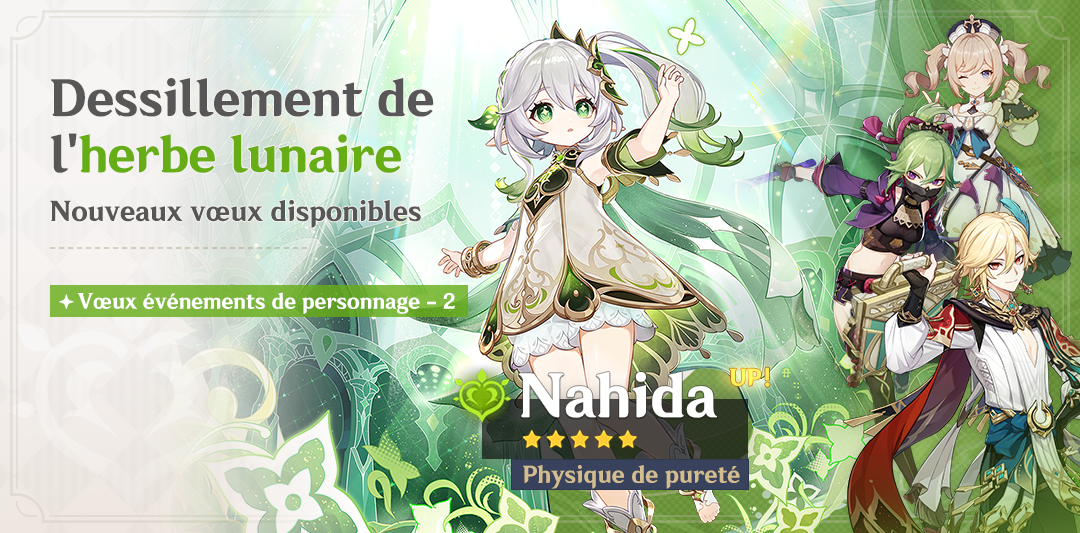 Dessillement de
l'herbe lunaire
Nouveaux vœux disponibles
Vœux événements de personnage – 2
Nahida UP!
Physique de pureté